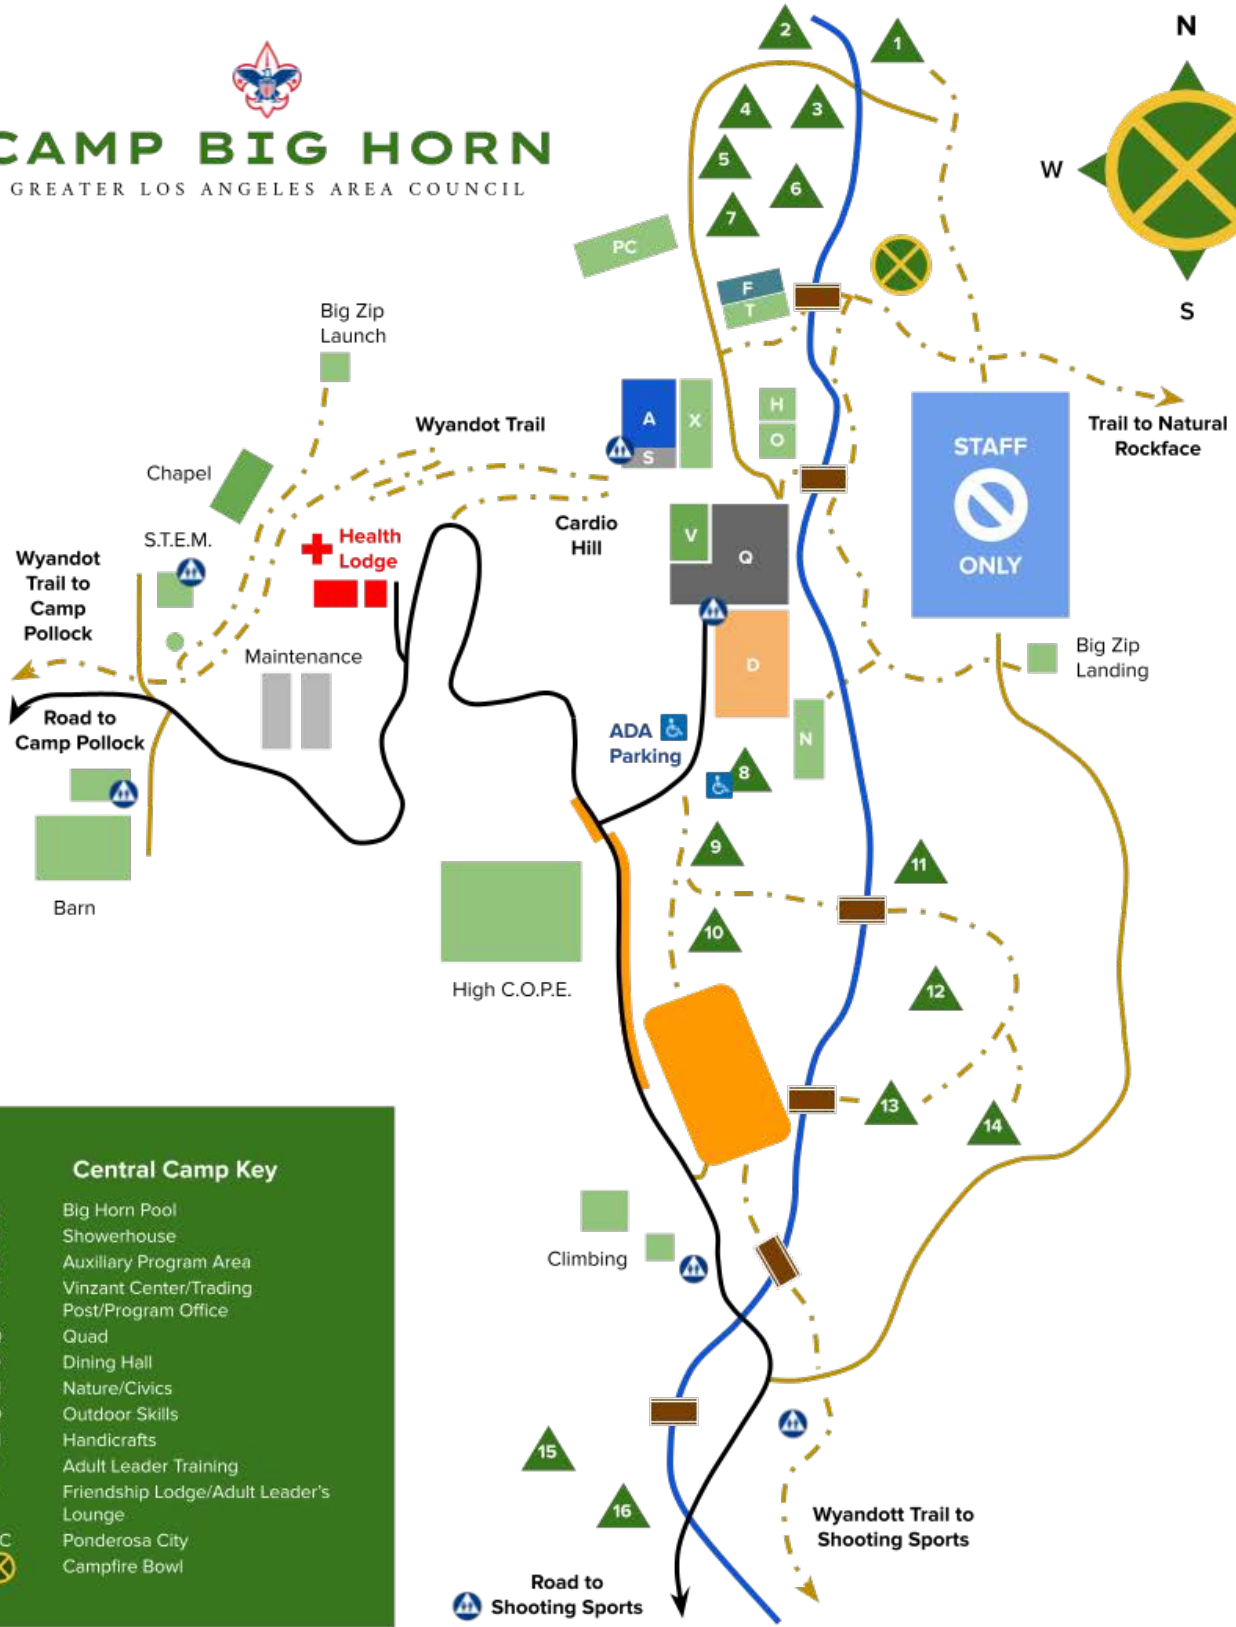 CAMP BIG HORN
GREATER LOS ANGELES AREA COUNCIL
N
W
S
2
1
4
3
5
6
7
PC
F
T
Big Zip
Launch
A
X
S
H
O
Wyandot Trail
Trail to Natural
Rockface
STAFF
ONLY
Chapel
S.T.E.M.
Health
Lodge
Cardio
Hill
V
Q
Wyandot
Trail to
Camp
Pollock
Maintenance
D
Big Zip
Landing
Road to
Camp Pollock
ADA
Parking
N
8
9
11
Barn
10
High C.O.P.E.
12
13
14
Central Camp Key
Big Horn Pool
Showerhouse
Auxiliary Program Area
Vinzant Center/Trading
Post/Program Office
Quad
Dining Hall
Nature/Civics
Outdoor Skills
Handicrafts
Adult Leader Training
Friendship Lodge/Adult Leader's
Lounge
C Ponderosa City
Campfire Bowl
Climbing
15
16
Wyandott Trail to
Shooting Sports
Road to
Shooting Sports